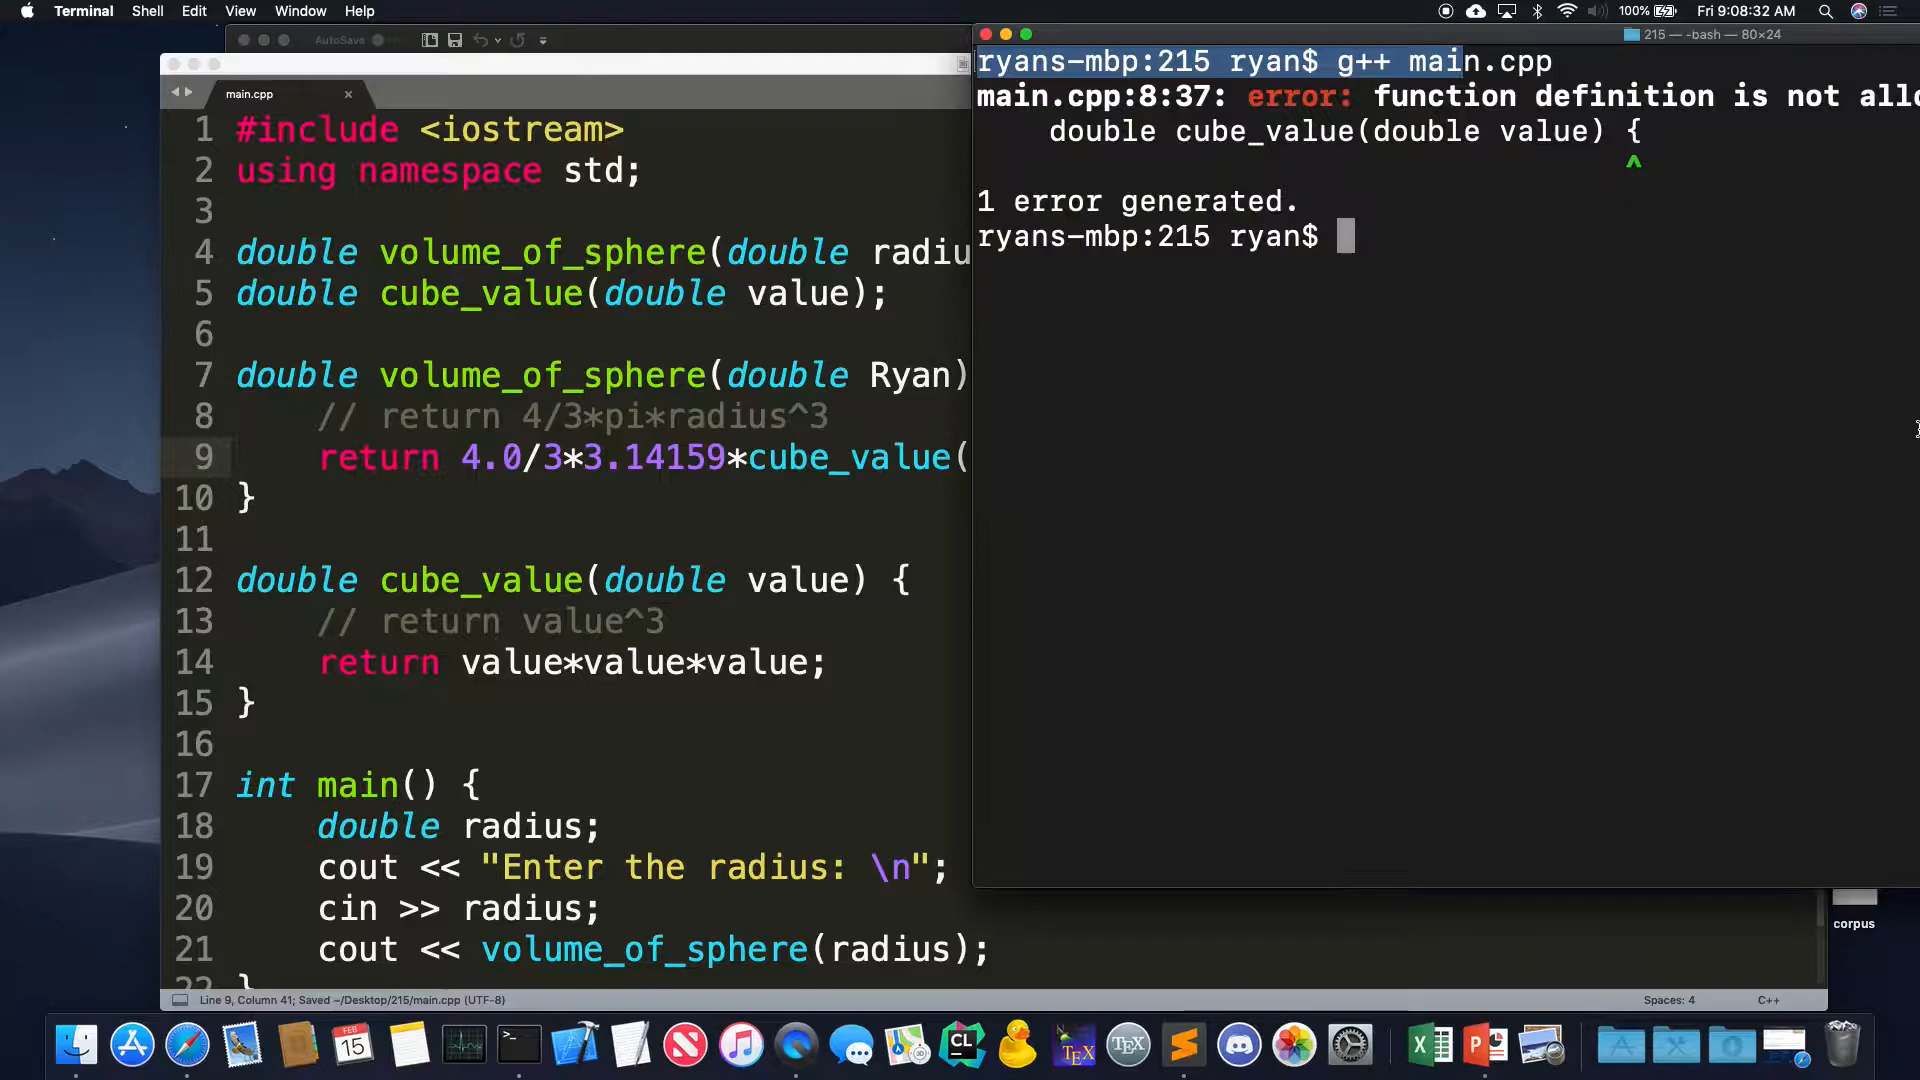 Terminal Shell Edit View Window Help 100% Fri 9:08:32 AM
AutoSave
215 — -bash — 80×24
main.cpp
1 #include <iostream>
2 using namespace std;
3
4 double volume_of_sphere(double radiu
5 double cube_value(double value);
6
7 double volume_of_sphere(double Ryan)
8 // return 4/3*pi*radius^3
9 return 4.0/3*3.14159*cube_value(
10 }
11
12 double cube_value(double value) {
13 // return value^3
14 return value*value*value;
15 }
16
17 int main() {
18 double radius;
19 cout << "Enter the radius: \n";
20 cin >> radius;
21 cout << volume_of_sphere(radius);
22 }
Line 9, Column 41; Saved ~/Desktop/215/main.cpp (UTF-8) Spaces: 4 C++
ryans-mbp:215 ryan$ g++ main.cpp
main.cpp:8:37: error: function definition is not allo
double cube_value(double value) {
^
1 error generated.
ryans-mbp:215 ryan$
corpus
FEB
15
CL
TEX
TEX